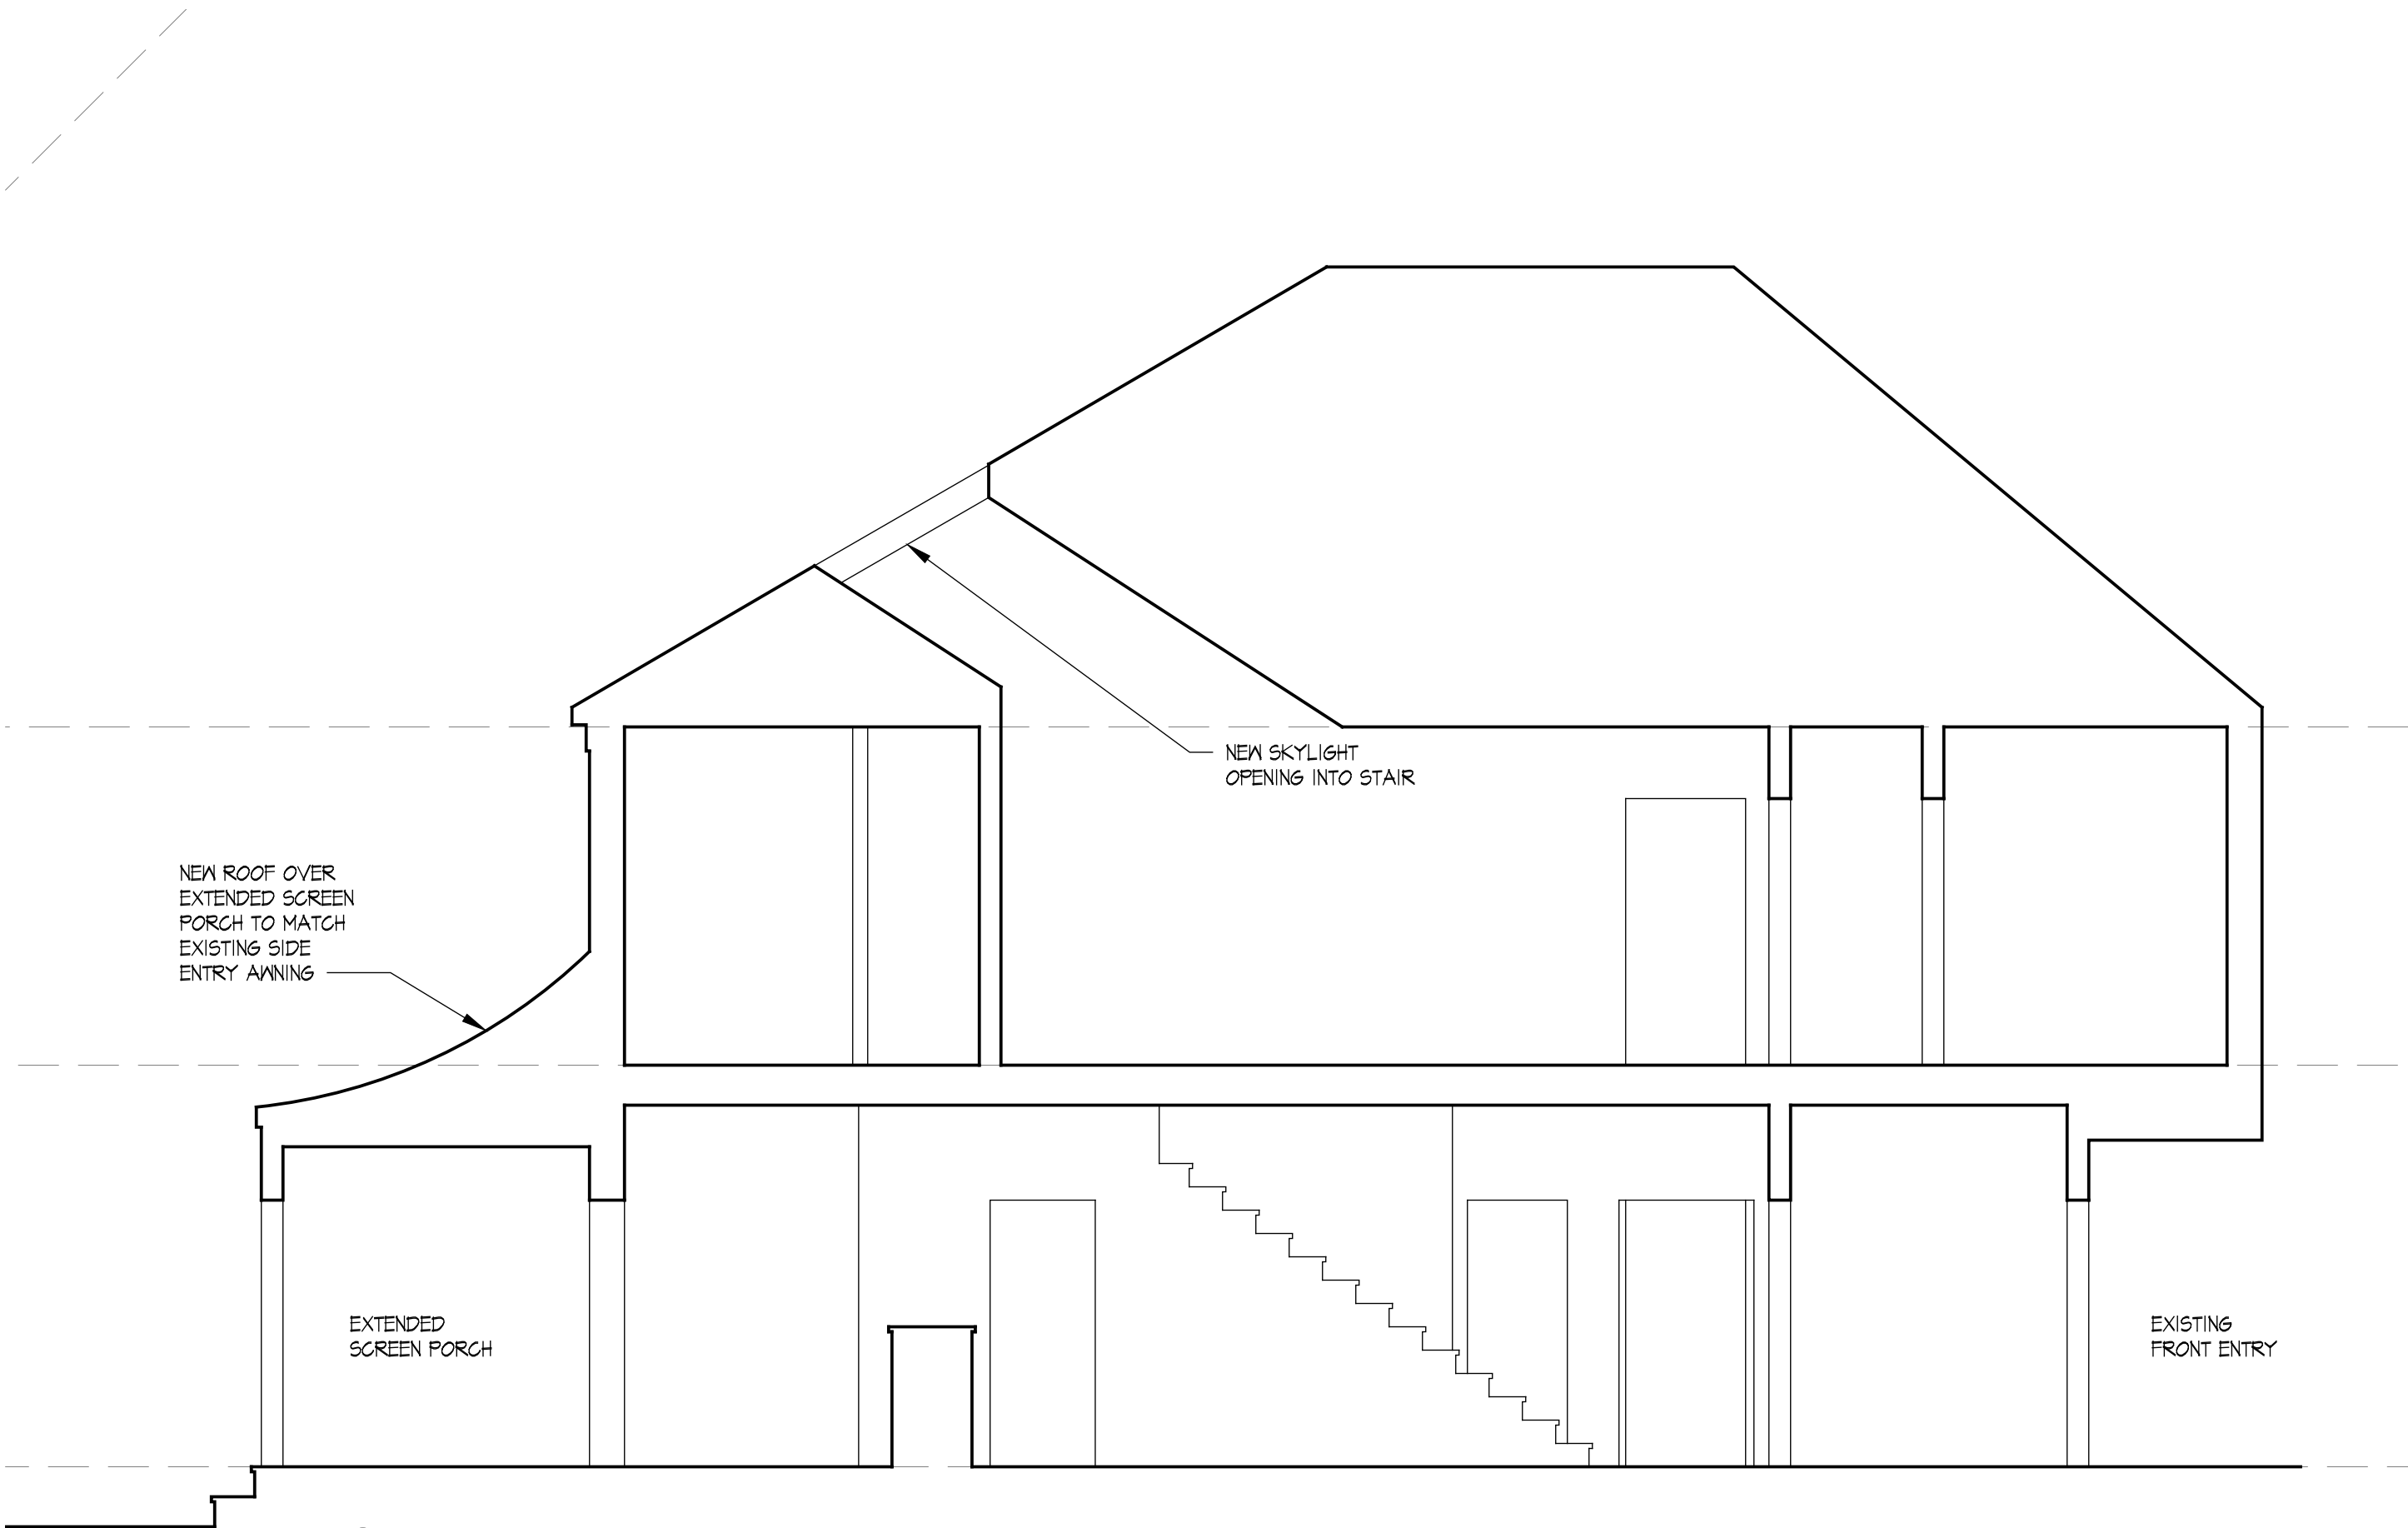 NEW SKYLIGHT
OPENING INTO STAIR
NEW ROOF OVER
EXTENDED SCREEN
PORCH TO MATCH
EXISTING SIDE
ENTRY AWNING
EXTENDED
SCREEN PORCH
EXISTING
FRONT ENTRY